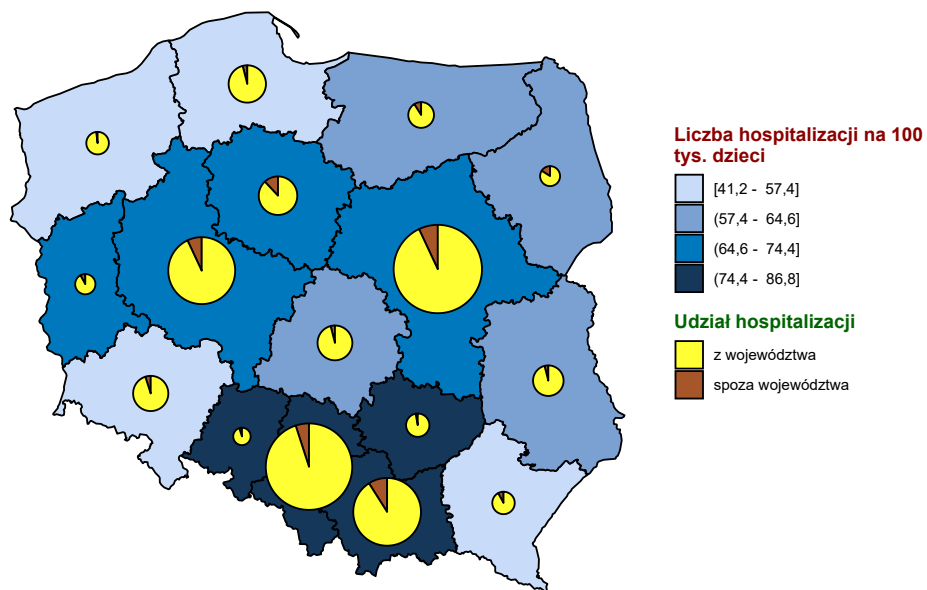 Liczba hospitalizacji na 100
tys. dzieci
[41,2 - 57,4]
(57,4 - 64,6]
(64,6 - 74,4]
(74,4 - 86,8]
Udział hospitalizacji
z województwa
spoza województwa